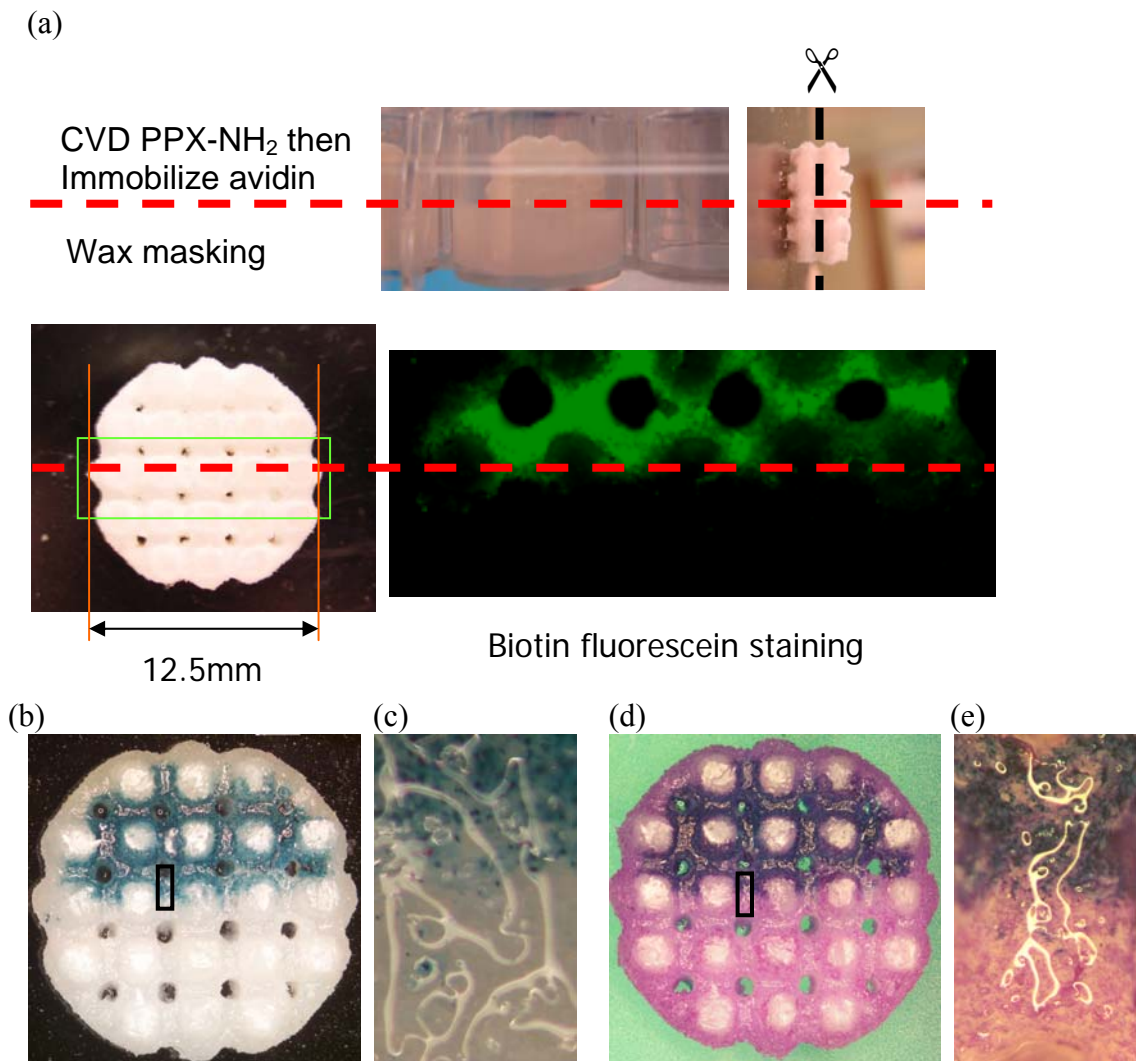 (a)
CVD PPX-NH₂ then
Immobilize avidin
Wax masking
12.5mm
Biotin fluorescein staining
(b)
(c)
(d)
(e)